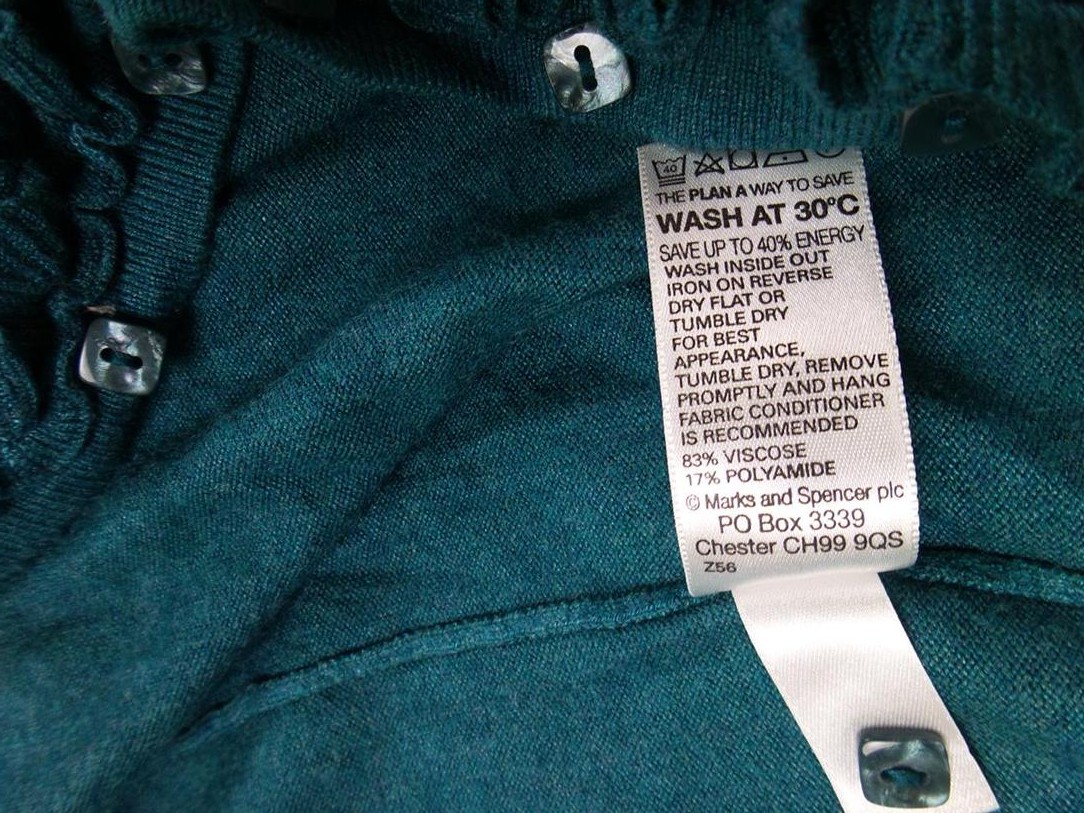 40
THE PLAN A WAY TO SAVE
WASH AT 30°C
SAVE UP TO 40% ENERGY
WASH INSIDE OUT
IRON ON REVERSE
DRY FLAT OR
TUMBLE DRY
FOR BEST
APPEARANCE,
TUMBLE DRY, REMOVE
PROMPTLY AND HANG
FABRIC CONDITIONER
IS RECOMMENDED
83% VISCOSE
17% POLYAMIDE
© Marks and Spencer plc
PO Box 3339
Chester CH99 9QS
Z56